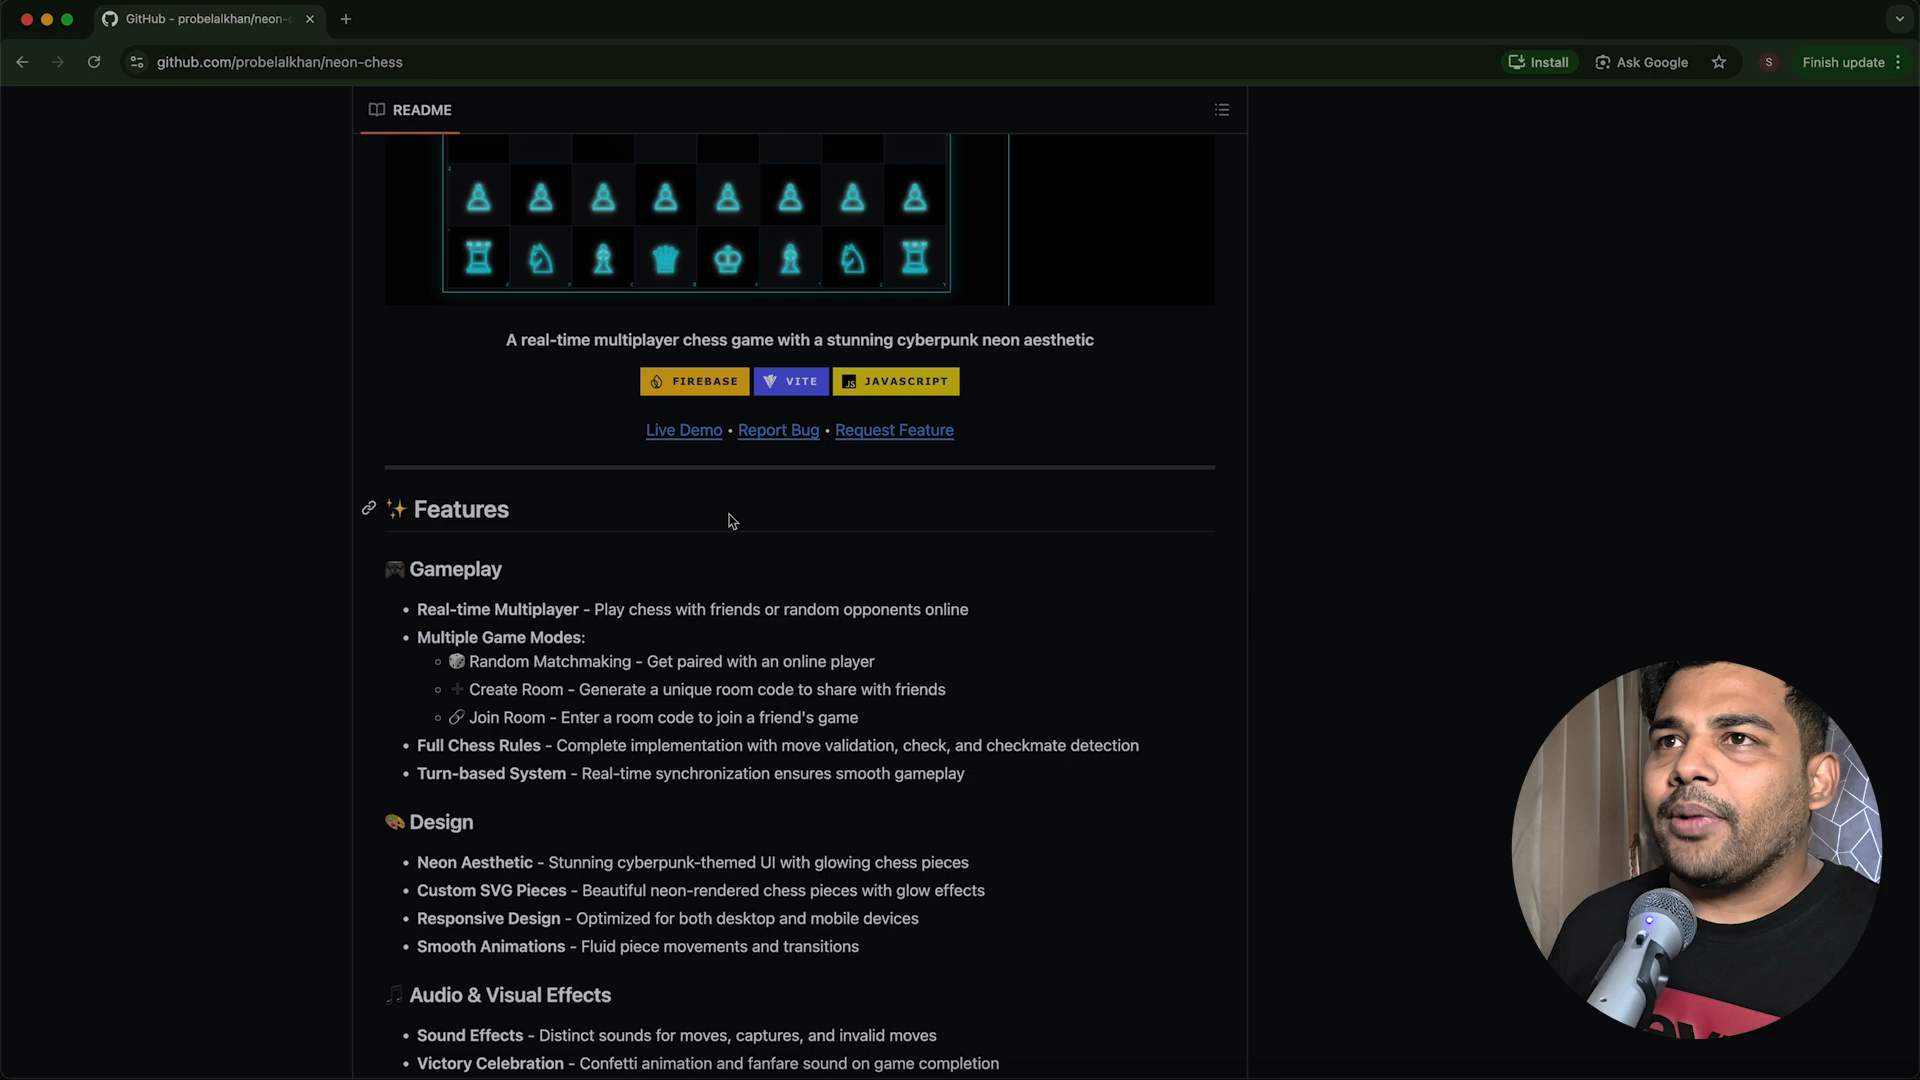 GitHub - probelalkhan/neon-c
github.com/probelalkhan/neon-chess
Install
Ask Google
S
Finish update
README
A real-time multiplayer chess game with a stunning cyberpunk neon aesthetic
FIREBASE VITE JS JAVASCRIPT
Live Demo • Report Bug • Request Feature
✨ Features
🎮 Gameplay
• Real-time Multiplayer - Play chess with friends or random opponents online
• Multiple Game Modes:
◦ 🎲 Random Matchmaking - Get paired with an online player
◦ ➕ Create Room - Generate a unique room code to share with friends
◦ 🔗 Join Room - Enter a room code to join a friend's game
• Full Chess Rules - Complete implementation with move validation, check, and checkmate detection
• Turn-based System - Real-time synchronization ensures smooth gameplay
🎨 Design
• Neon Aesthetic - Stunning cyberpunk-themed UI with glowing chess pieces
• Custom SVG Pieces - Beautiful neon-rendered chess pieces with glow effects
• Responsive Design - Optimized for both desktop and mobile devices
• Smooth Animations - Fluid piece movements and transitions
🎵 Audio & Visual Effects
• Sound Effects - Distinct sounds for moves, captures, and invalid moves
• Victory Celebration - Confetti animation and fanfare sound on game completion